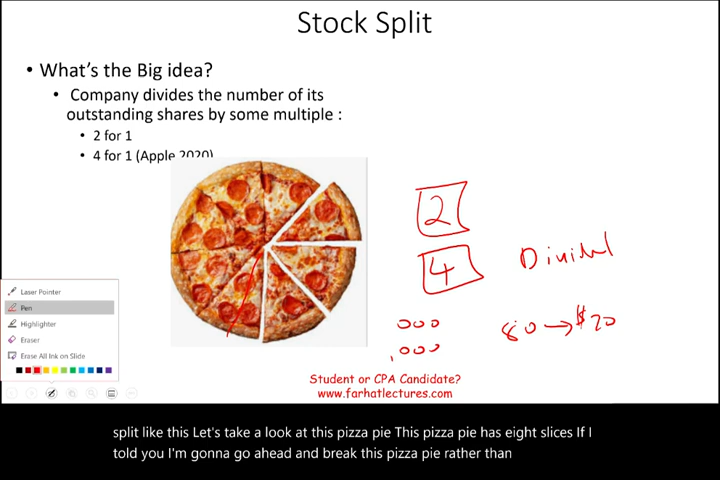 Stock Split
• What's the Big idea?
• Company divides the number of its
outstanding shares by some multiple :
• 2 for 1
• 4 for 1 (Apple 2020)
2
4
000
,000
80 → $20
Laser Pointer
Pen
Highlighter
Eraser
Erase All Ink on Slide
Student or CPA Candidate?
www.farhatlectures.com
split like this Let's take a look at this pizza pie This pizza pie has eight slices If I
told you I'm gonna go ahead and break this pizza pie rather than